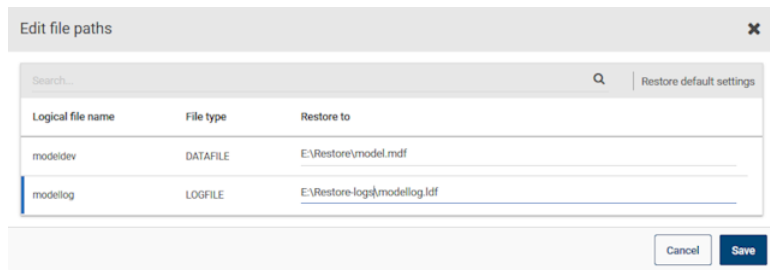 Edit file paths
Search...
Restore default settings
Logical file name File type Restore to
modeldev DATAFILE E:\Restore\model.mdf
modellog LOGFILE E:\Restore-logs\modellog.ldf
Cancel Save